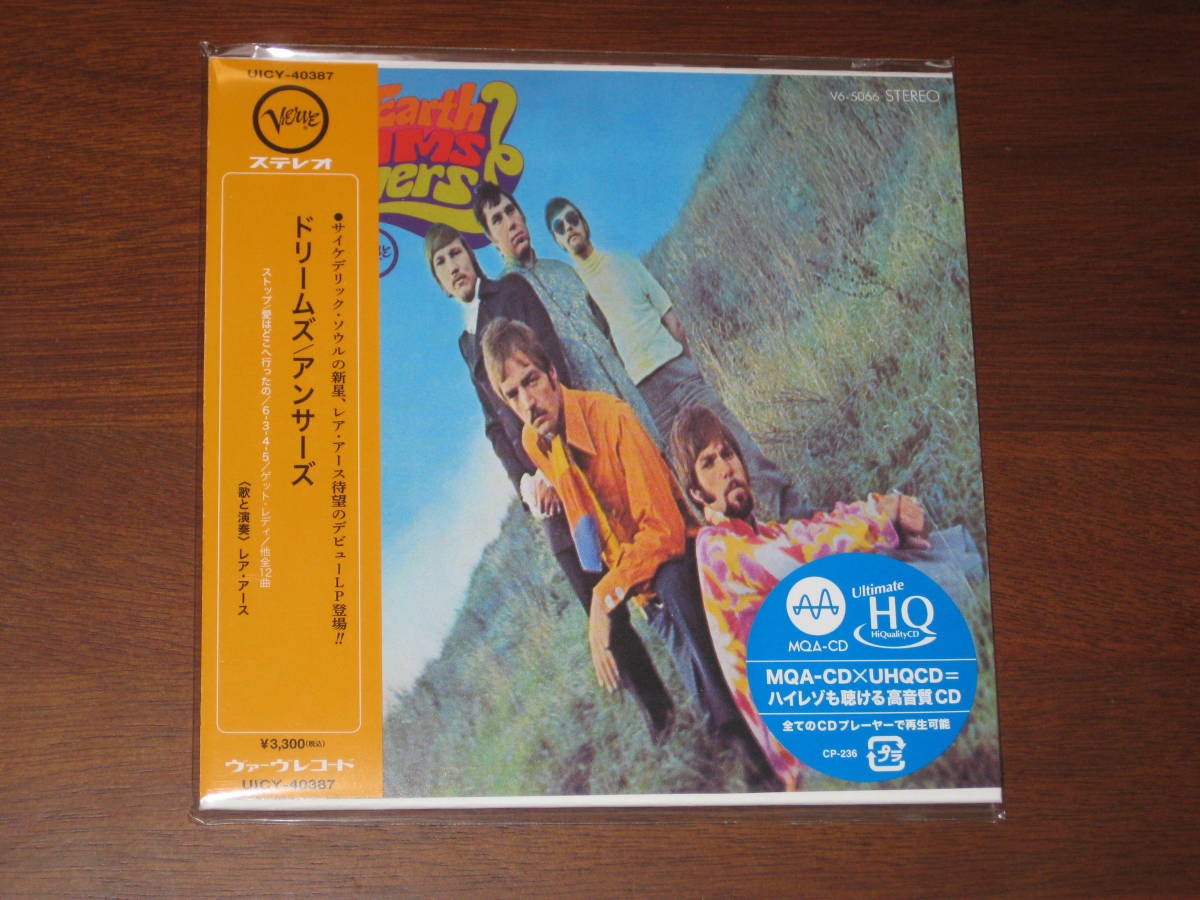 UICY-40387
Verve
ステレオ
●サイケデリック・ソウルの新星、レア・アース待望のデビューLP登場!!
ドリームズ/アンサーズ
ストップ/愛はどこへ行ったの/6-3-4-5/ゲット・レディ/他全12曲
〈歌と演奏〉レア・アース
¥3,300(税込)
ヴァーヴレコード
UICY-40387
Earth
V6-5066 STEREO
MQA-CD
Ultimate
HQ
HiQualityCD
MQA-CD×UHQCD=
ハイレゾも聴ける高音質CD
全てのCDプレーヤーで再生可能
CP-236
プラ